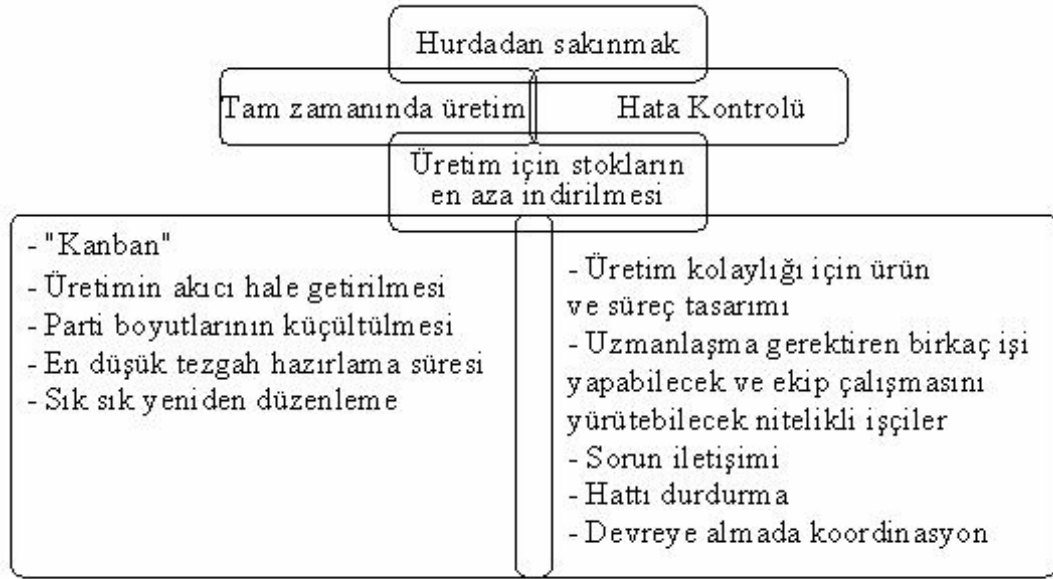 Hurdadan sakınmak
Tam zamanında üretim
Hata Kontrolü
Üretim için stokların
en aza indirilmesi
- "Kanban"
- Üretimin akıcı hale getirilmesi
- Parti boyutlarının küçültülmesi
- En düşük tezgah hazırlama süresi
- Sık sık yeniden düzenleme
- Üretim kolaylığı için ürün
ve süreç tasarımı
- Uzmanlaşma gerektiren birkaç işi
yapabilecek ve ekip çalışmasını
yürütebilecek nitelikli işçiler
- Sorun iletişimi
- Hattı durdurma
- Devreye almada koordinasyon